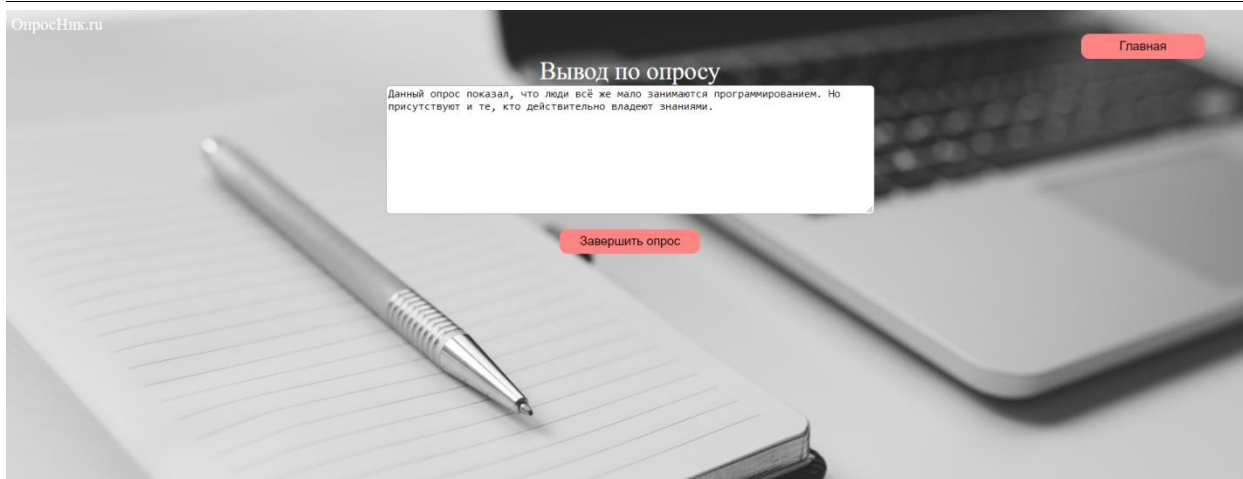 ОпросНик.ru
Главная
Вывод по опросу
Данный опрос показал, что люди всё же мало занимаются программированием. Но
присутствуют и те, кто действительно владеют знаниями.
Завершить опрос